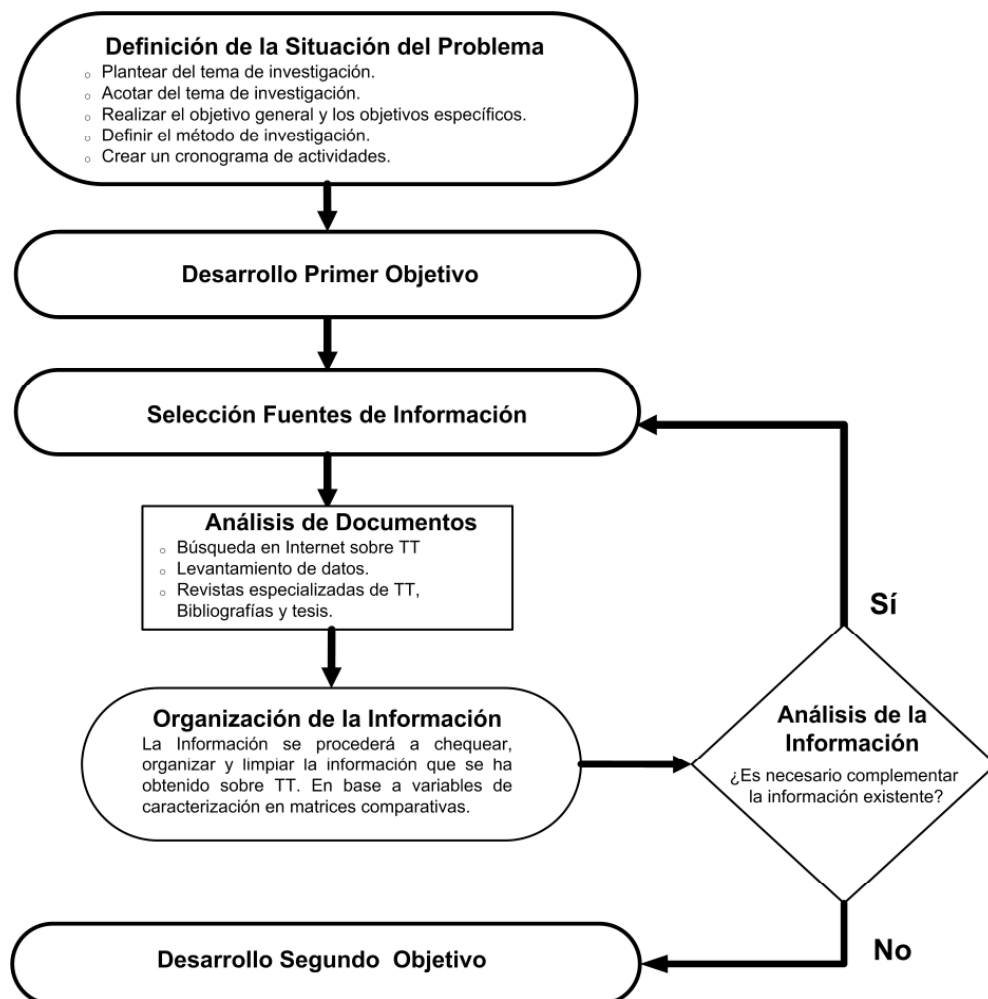 Definición de la Situación del Problema
○ Plantear del tema de investigación.
○ Acotar del tema de investigación.
○ Realizar el objetivo general y los objetivos específicos.
○ Definir el método de investigación.
○ Crear un cronograma de actividades.
Desarrollo Primer Objetivo
Selección Fuentes de Información
Análisis de Documentos
○ Búsqueda en Internet sobre TT
○ Levantamiento de datos.
○ Revistas especializadas de TT,
Bibliografías y tesis.
Organización de la Información
La Información se procederá a chequear,
organizar y limpiar la información que se ha
obtenido sobre TT. En base a variables de
caracterización en matrices comparativas.
Sí
Análisis de la
Información
¿Es necesario complementar
la información existente?
No
Desarrollo Segundo Objetivo